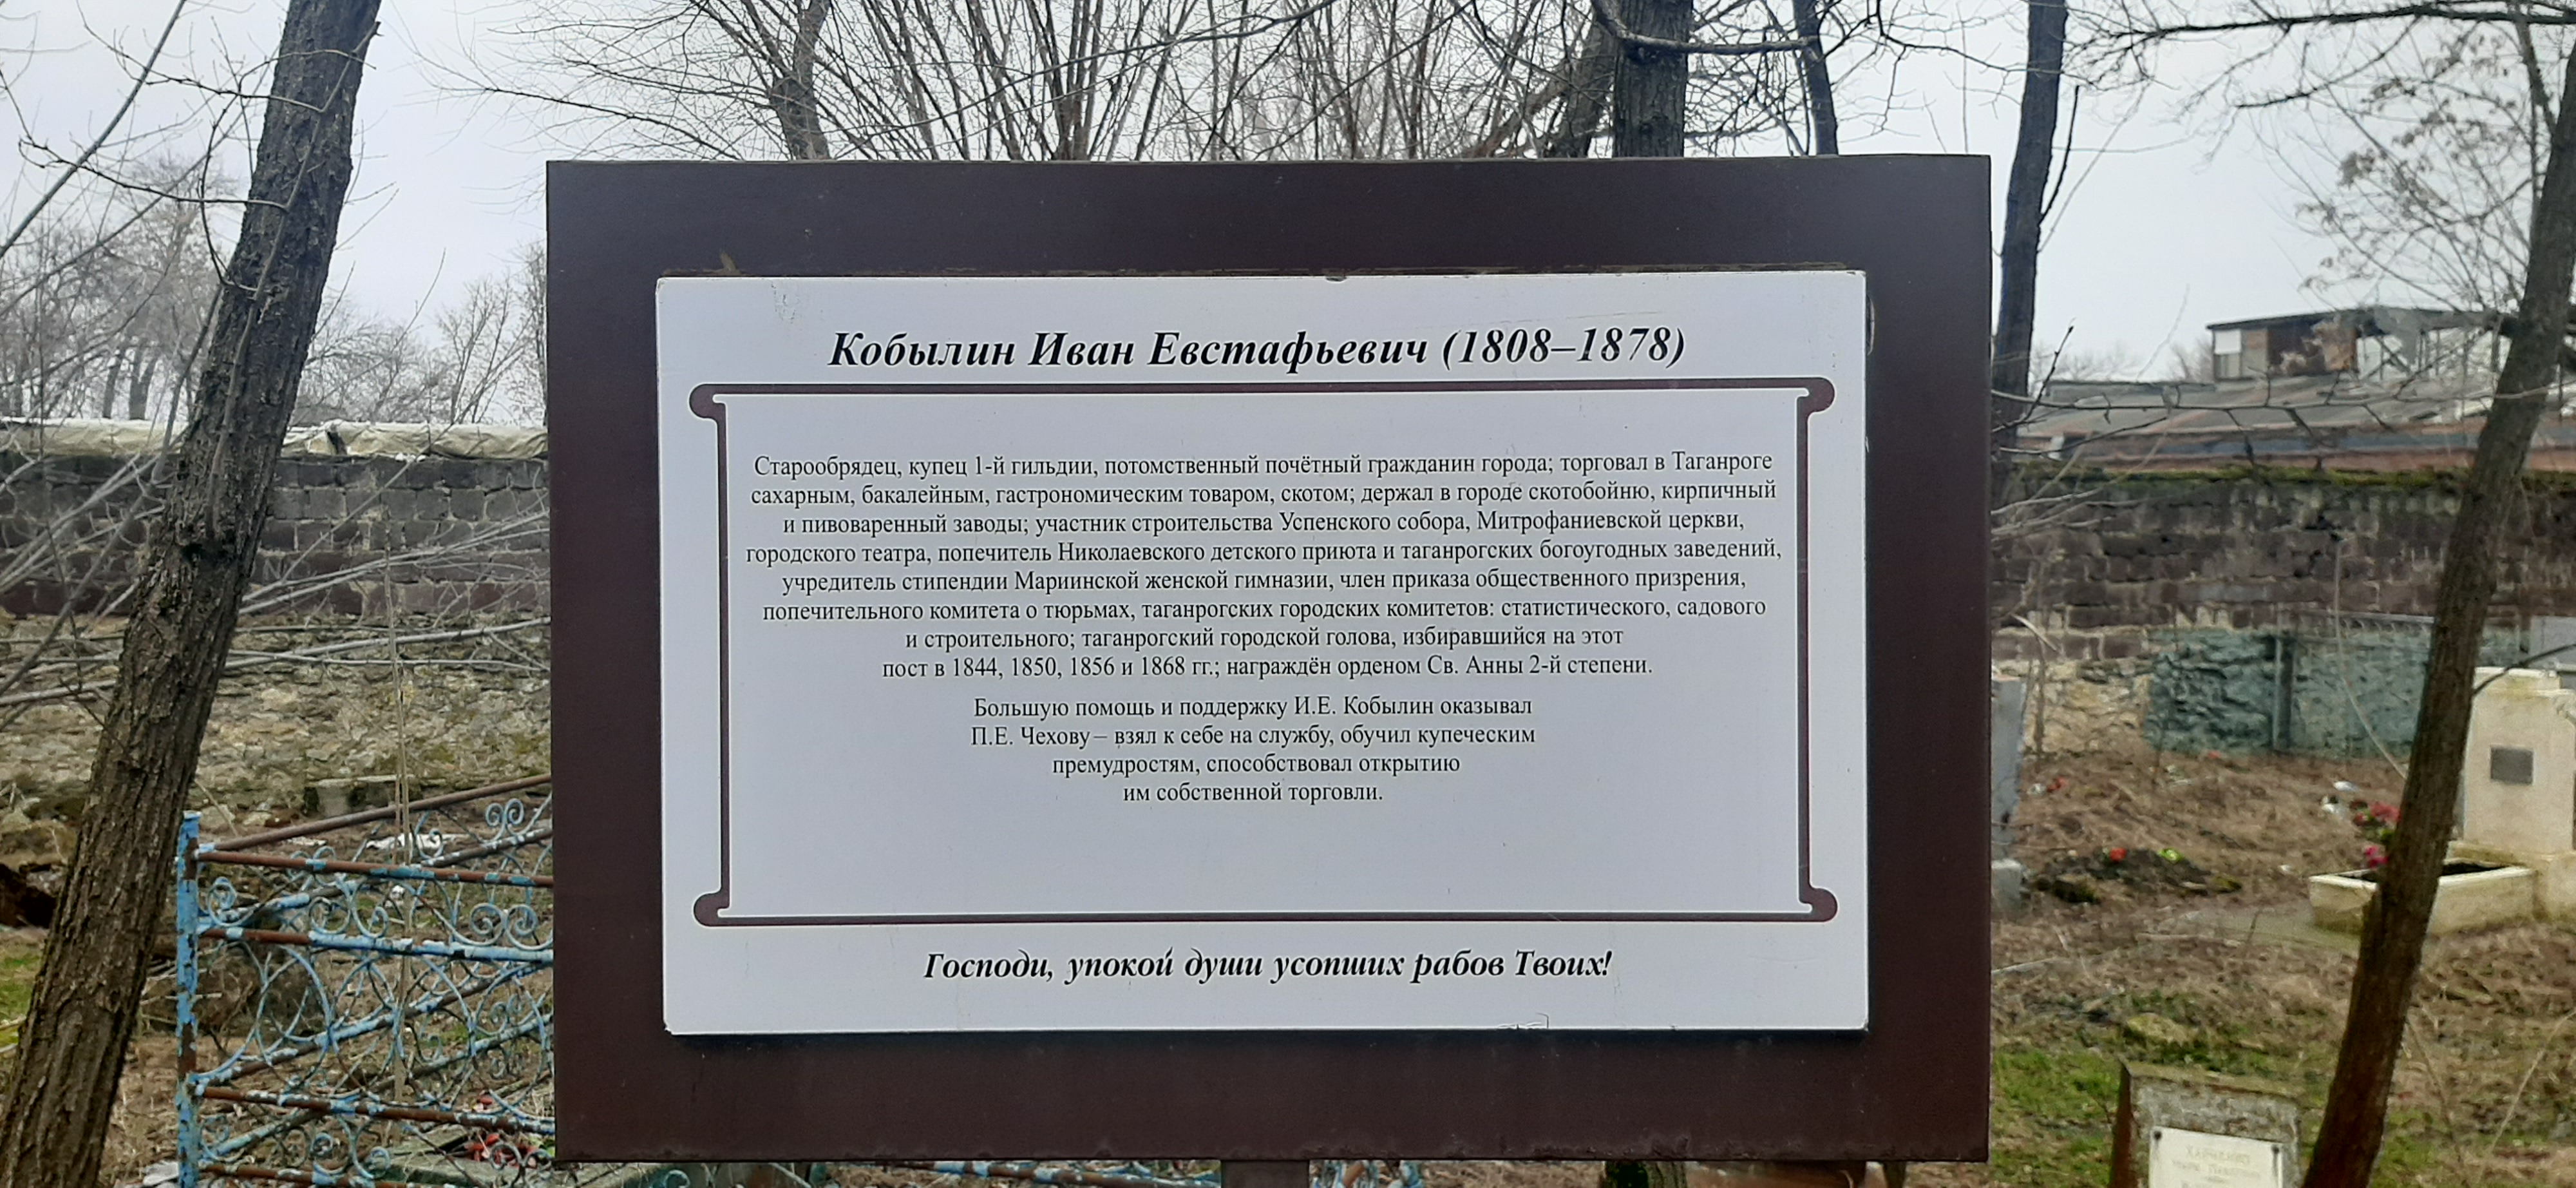 Кобылин Иван Евстафьевич (1808–1878)
Старообрядец, купец 1-й гильдии, потомственный почётный гражданин города; торговал в Таганроге
сахарным, бакалейным, гастрономическим товаром, скотом; держал в городе скотобойню, кирпичный
и пивоваренный заводы; участник строительства Успенского собора, Митрофаниевской церкви,
городского театра, попечитель Николаевского детского приюта и таганрогских богоугодных заведений,
учредитель стипендии Мариинской женской гимназии, член приказа общественного призрения,
попечительного комитета о тюрьмах, таганрогских городских комитетов: статистического, садового
и строительного; таганрогский городской голова, избиравшийся на этот
пост в 1844, 1850, 1856 и 1868 гг.; награждён орденом Св. Анны 2-й степени.
Большую помощь и поддержку И.Е. Кобылин оказывал
П.Е. Чехову – взял к себе на службу, обучил купеческим
премудростям, способствовал открытию
им собственной торговли.
Господи, упокой души усопших рабов Твоих!